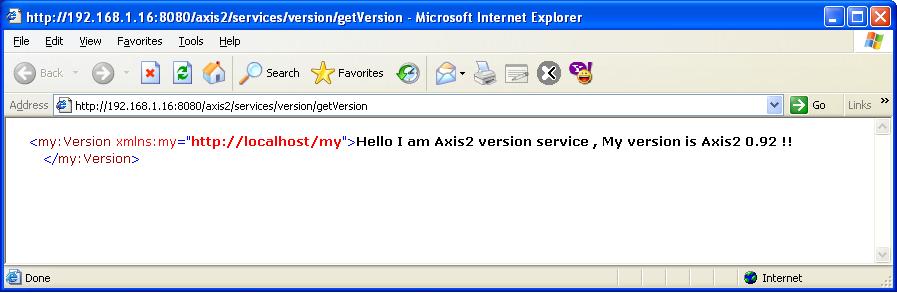 http://192.168.1.16:8080/axis2/services/version/getVersion - Microsoft Internet Explorer
File Edit View Favorites Tools Help
Back Search Favorites
Address http://192.168.1.16:8080/axis2/services/version/getVersion Go Links »
<my:Version xmlns:my="http://localhost/my">Hello I am Axis2 version service , My version is Axis2 0.92 !!
</my:Version>
Done Internet